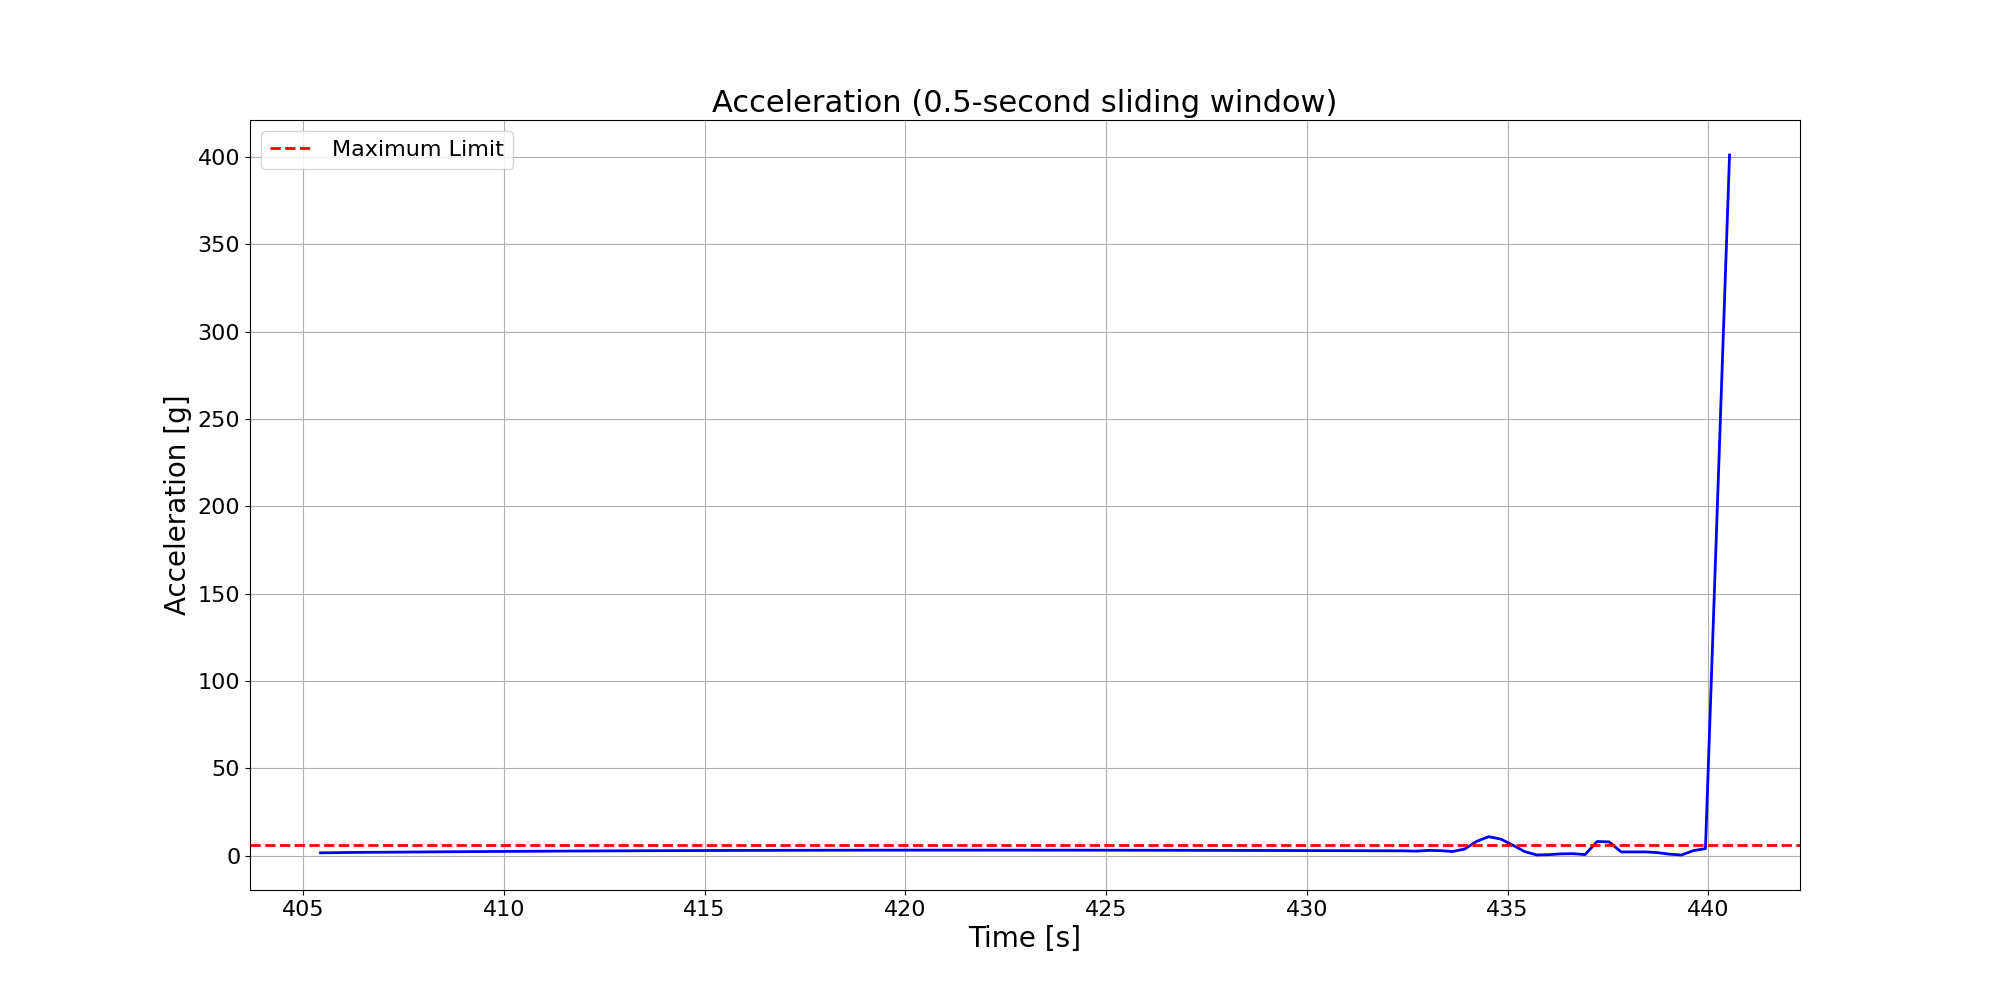 Acceleration (0.5-second sliding window)
Maximum Limit
400
350
300
250
200
150
100
50
0
Acceleration [g]
405 410 415 420 425 430 435 440
Time [s]